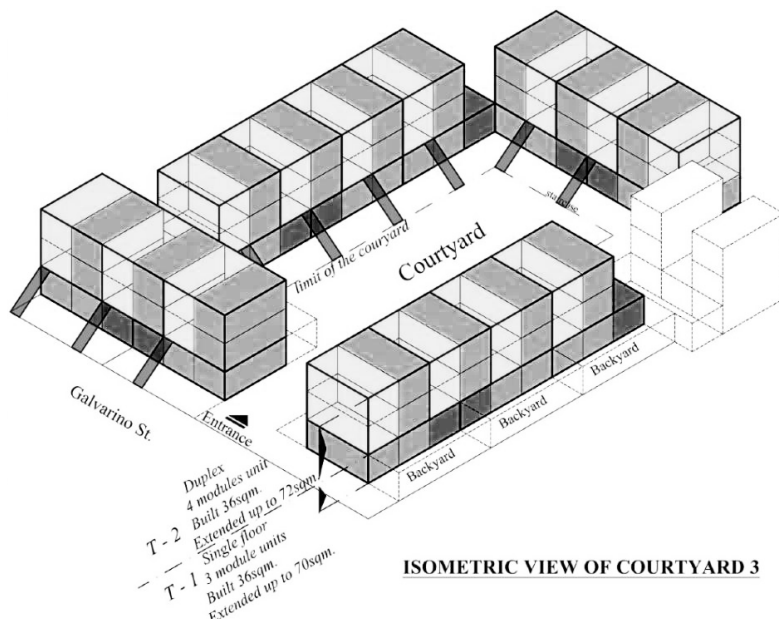 staircase
limit of the couryard
Courtyard
Galvarino St.
Entrance
Backyard
Backyard
Backyard
T - 2
Duplex
4 modules unit
Built 36sqm.
Extended up to 72sqm
T - 1
Single floor
3 module units
Built 36sqm.
Extended up to 70sqm.
ISOMETRIC VIEW OF COURTYARD 3